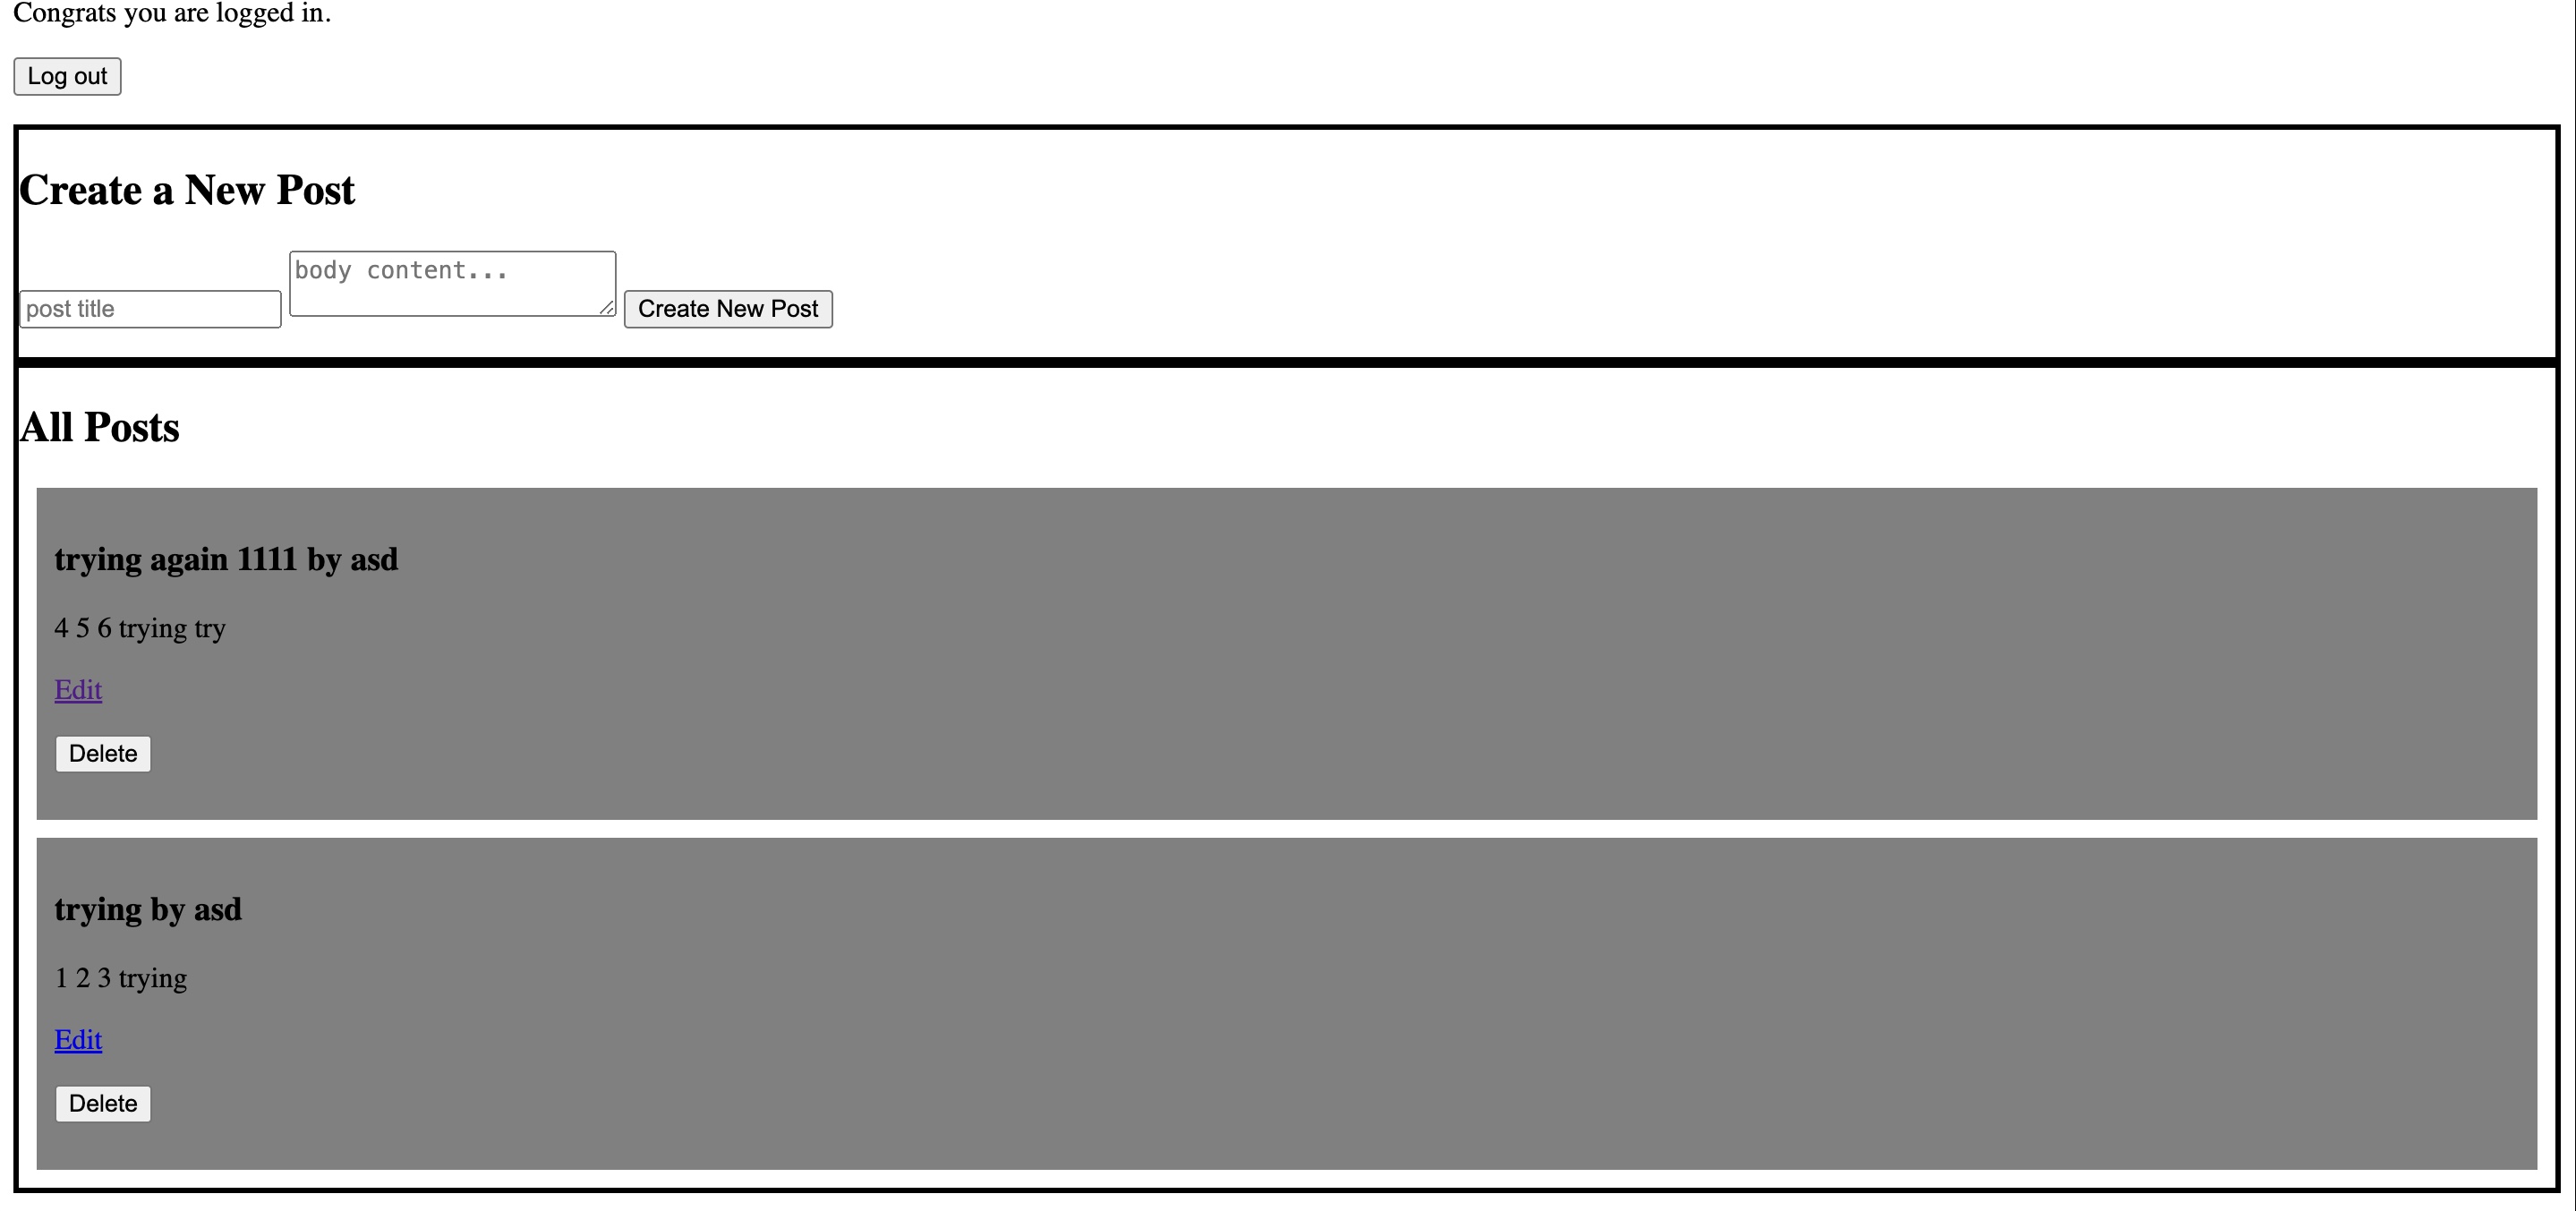 Congrats you are logged in.
Log out
Create a New Post
post title body content... Create New Post
All Posts
trying again 1111 by asd
4 5 6 trying try
Edit
Delete
trying by asd
1 2 3 trying
Edit
Delete